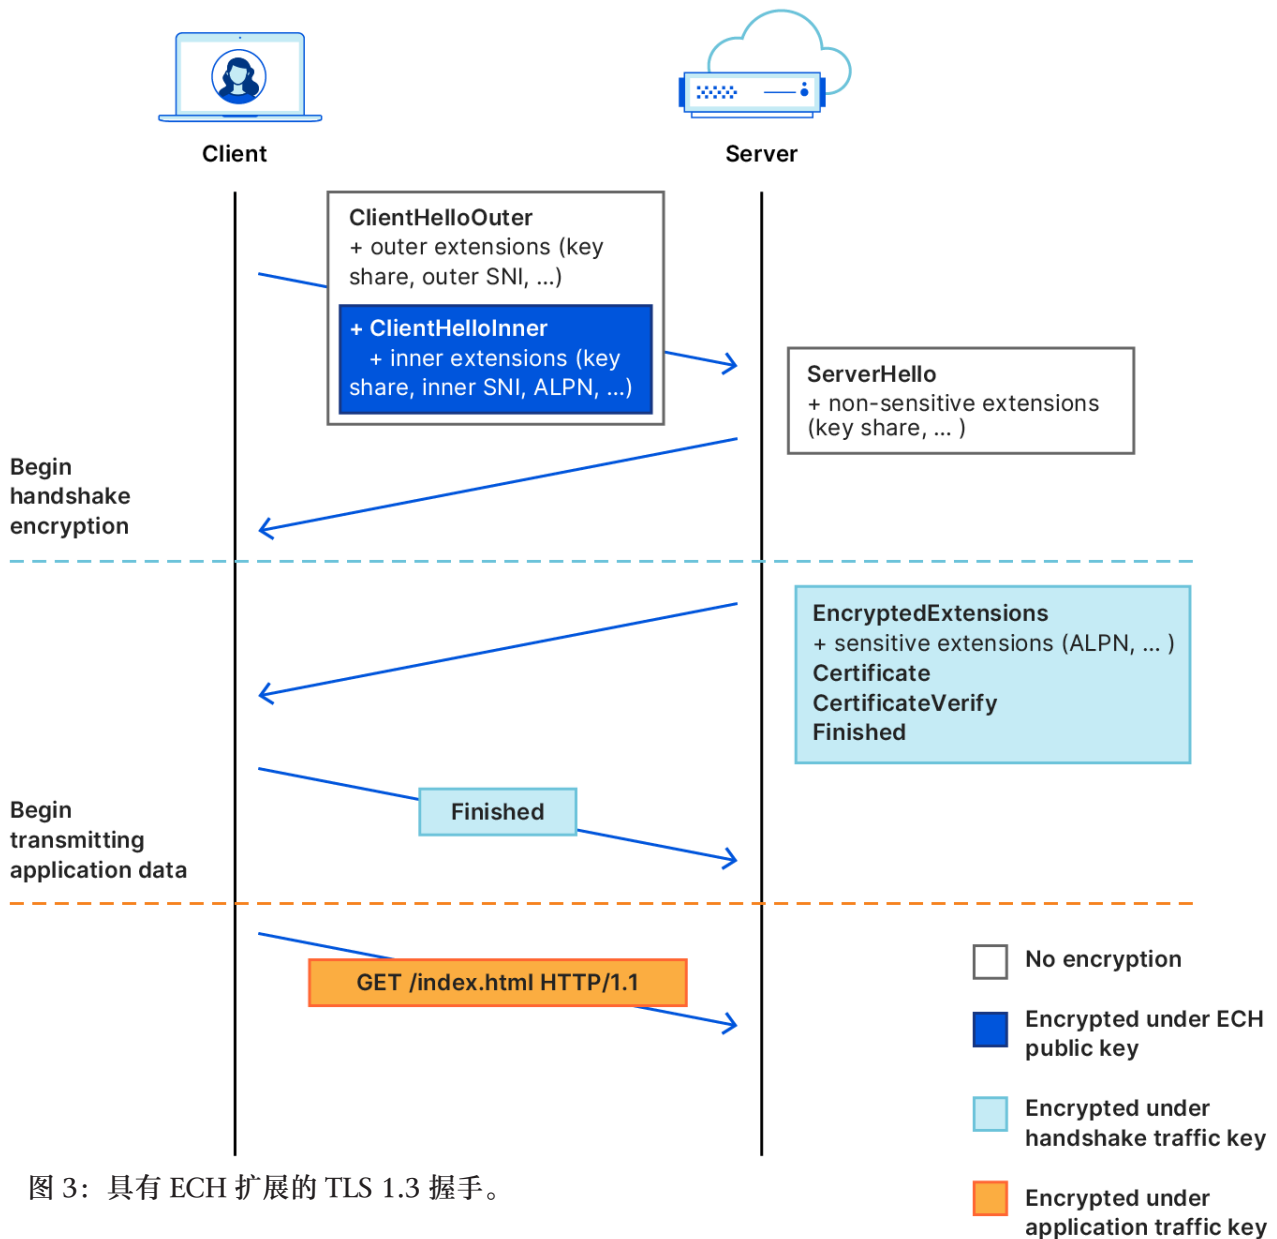 Client
Server
ClientHelloOuter
+ outer extensions (key
share, outer SNI, ...)
+ ClientHelloInner
+ inner extensions (key
share, inner SNI, ALPN, ...)
ServerHello
+ non-sensitive extensions
(key share, ... )
Begin
handshake
encryption
EncryptedExtensions
+ sensitive extensions (ALPN, ... )
Certificate
CertificateVerify
Finished
Finished
Begin
transmitting
application data
GET /index.html HTTP/1.1
No encryption
Encrypted under ECH
public key
Encrypted under
handshake traffic key
Encrypted under
application traffic key
图 3：具有 ECH 扩展的 TLS 1.3 握手。